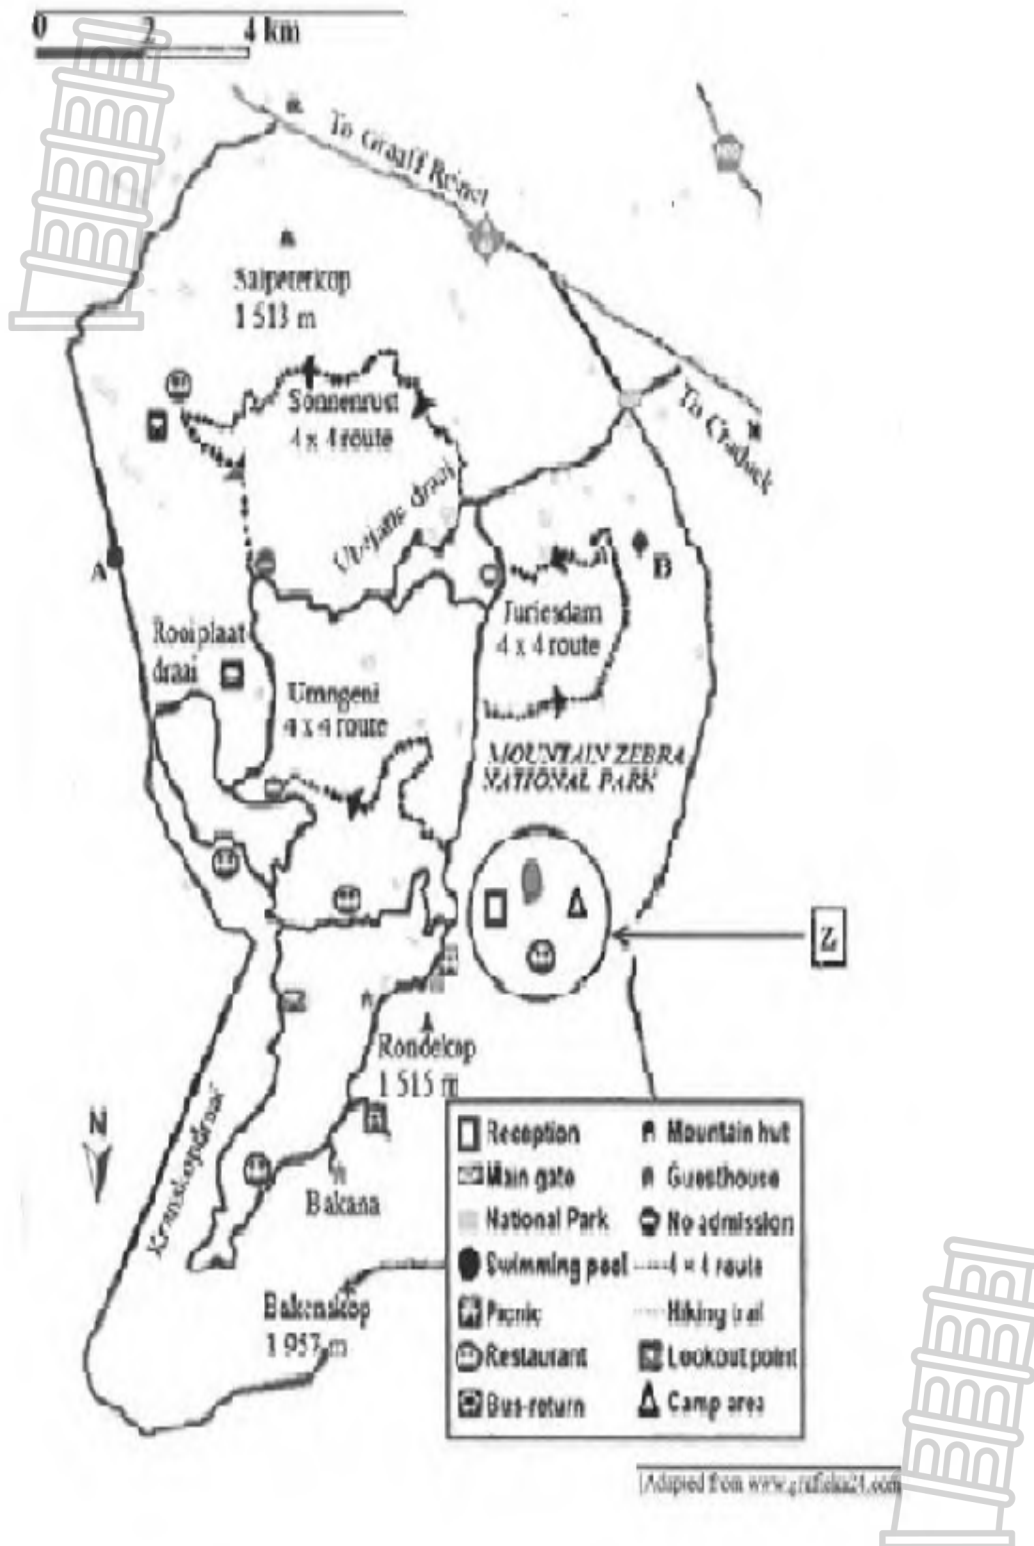 0 2 4 km
To Graaff Reinet
Salpeterkop
1 513 m
Sonnenrust
4 x 4 route
To Cradock
draai
A
B
Juriesdam
4 x 4 route
Rooiplaat
draai
Umngeni
4 x 4 route
MOUNTAIN ZEBRA
NATIONAL PARK
Z
Rondekop
1 515 m
N
Kranskopdraai
Bakana
Bakenskop
1 957 m
Reception
Mountain hut
Main gate
Guesthouse
National Park
No admission
Swimming pool
4 x 4 route
Picnic
Hiking trail
Restaurant
Lookout point
Bus-return
Camp area
[Adapted from